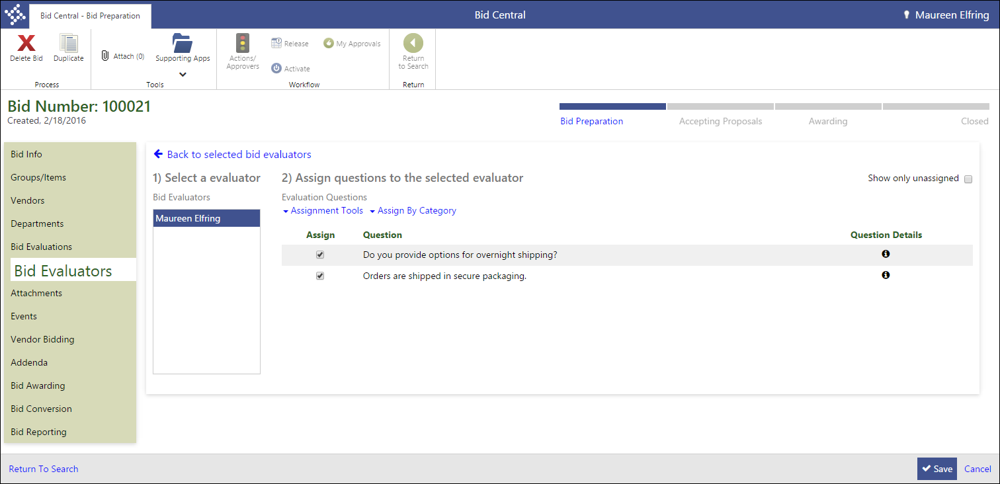 Bid Central - Bid Preparation
Bid Central
Maureen Elfring
Delete Bid
Duplicate
Process
Attach (0)
Supporting Apps
Tools
Actions/
Approvers
Release
My Approvals
Activate
Workflow
Return
to Search
Return
Bid Number: 100021
Created, 2/18/2016
Bid Preparation
Accepting Proposals
Awarding
Closed
Bid Info
Groups/Items
Vendors
Departments
Bid Evaluations
Bid Evaluators
Attachments
Events
Vendor Bidding
Addenda
Bid Awarding
Bid Conversion
Bid Reporting
Back to selected bid evaluators
1) Select a evaluator
Bid Evaluators
Maureen Elfring
2) Assign questions to the selected evaluator
Show only unassigned
Evaluation Questions
Assignment Tools Assign By Category
Assign Question Question Details
Do you provide options for overnight shipping?
Orders are shipped in secure packaging.
Return To Search
Save
Cancel